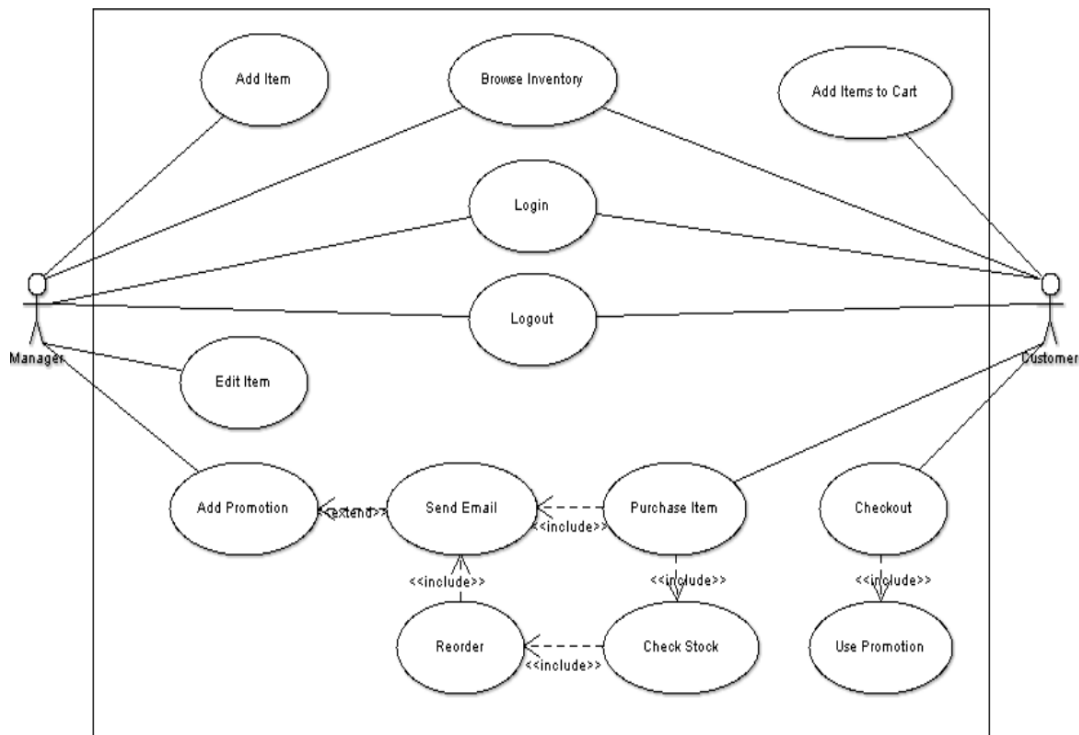 Add Item
Browse Inventory
Add Items to Cart
Login
Logout
Manager
Customer
Edit Item
Add Promotion
<<extend>>
Send Email
<<include>>
Purchase Item
Checkout
<<include>>
<<include>>
<<include>>
Reorder
<<include>>
Check Stock
Use Promotion